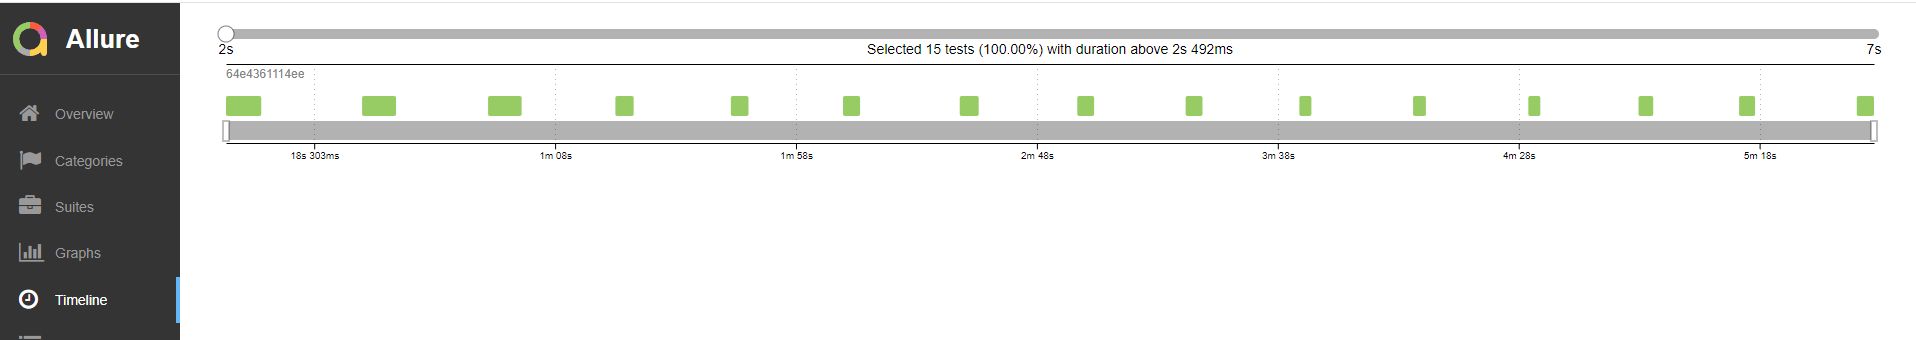 Allure
Overview
Categories
Suites
Graphs
Timeline
2s
Selected 15 tests (100.00%) with duration above 2s 492ms
7s
64e4361114ee
18s 303ms
1m 08s
1m 58s
2m 48s
3m 38s
4m 28s
5m 18s